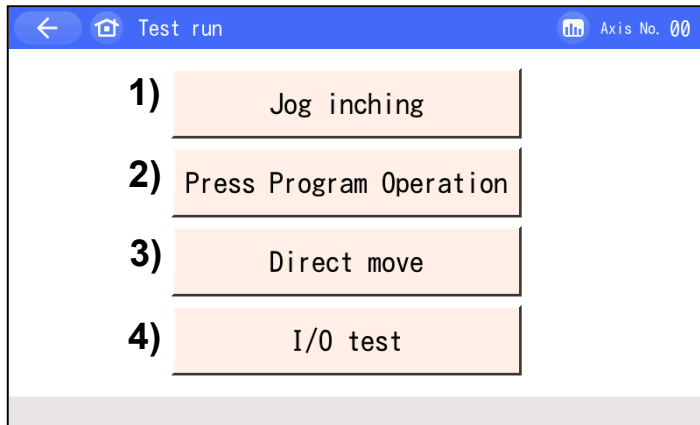 Test run
Axis No. 00
1) Jog inching
2) Press Program Operation
3) Direct move
4) I/O test